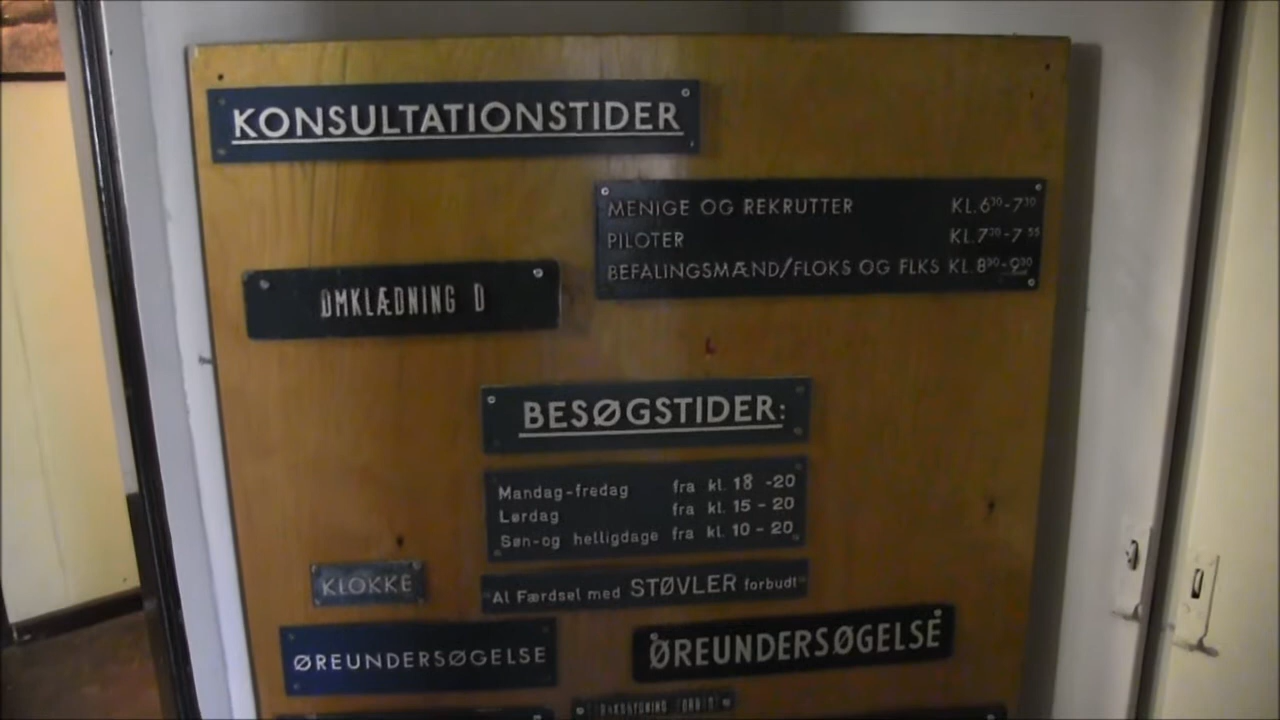 KONSULTATIONSTIDER
MENIGE OG REKRUTTER KL. 6³⁰-7³⁰
PILOTER KL. 7³⁰-7⁵⁵
BEFALINGSMÆND/FLOKS OG FLKS KL. 8³⁰-9³⁰
OMKLÆDNING D
BESØGSTIDER:
Mandag-fredag fra kl. 18 -20
Lørdag fra kl. 15 - 20
Søn-og helligdage fra kl. 10 - 20
KLOKKE
"Al Færdsel med STØVLER forbudt"
ØREUNDERSØGELSE
ØREUNDERSØGELSE